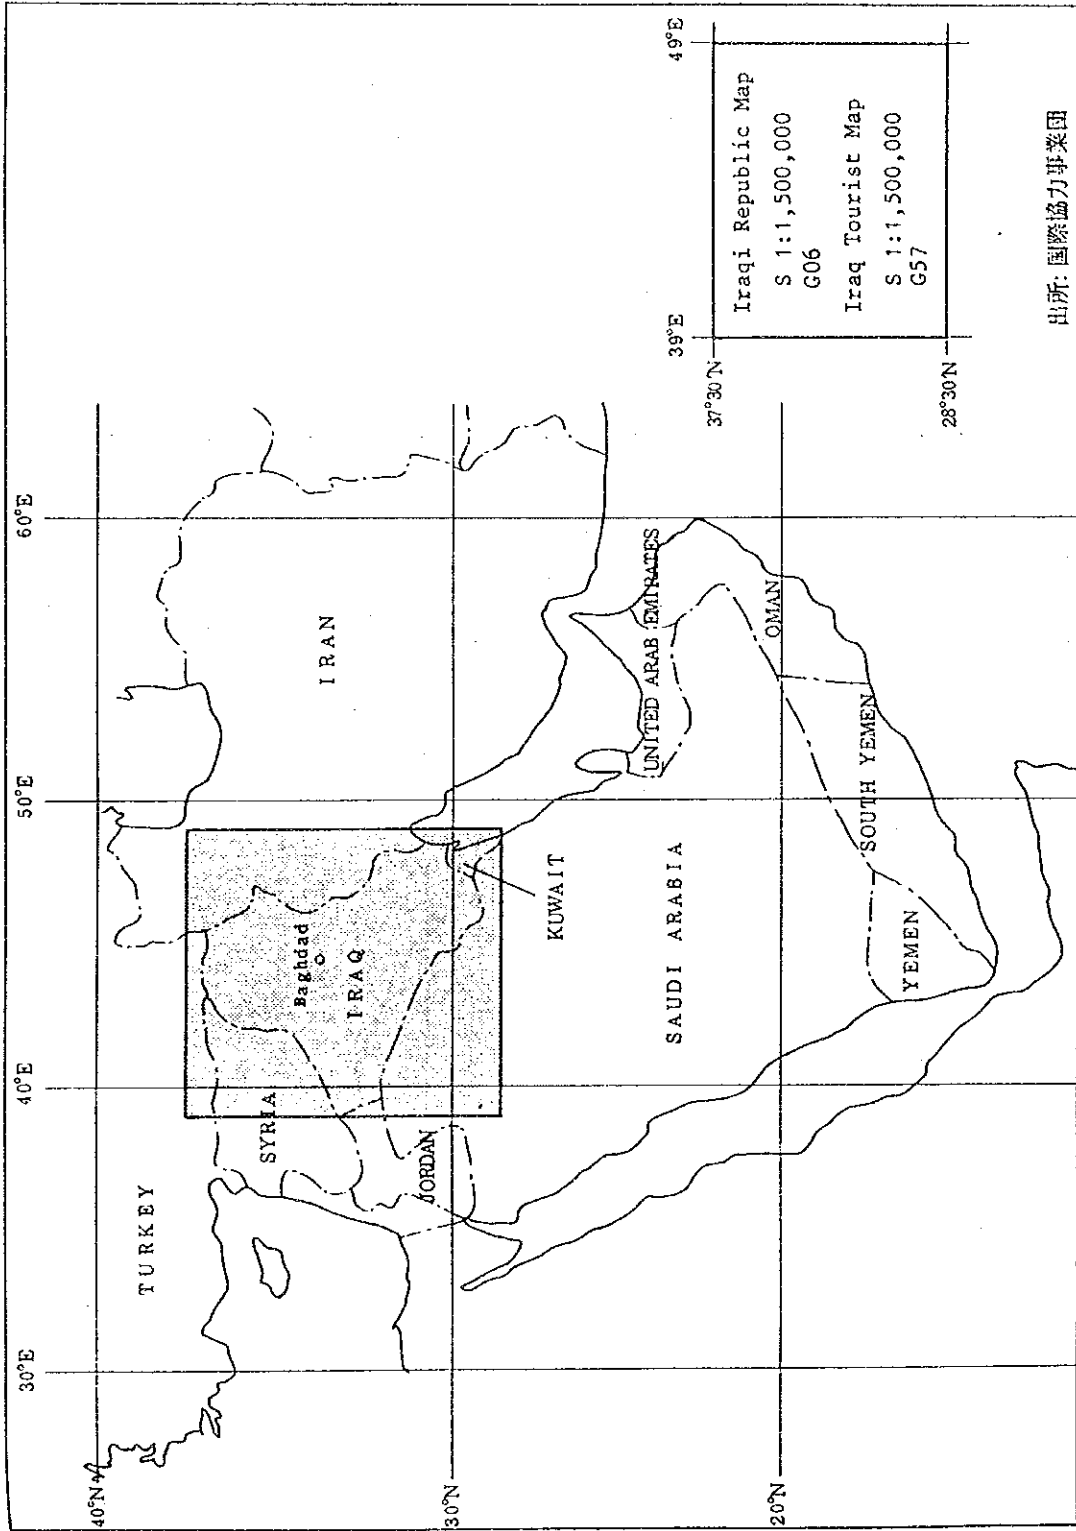 30°E
40°E
50°E
60°E
40°N
30°N
20°N
TURKEY
SYRIA
Baghdad
IRAQ
IRAN
JORDAN
KUWAIT
SAUDI ARABIA
UNITED ARAB EMIRATES
OMAN
SOUTH YEMEN
YEMEN
39°E
49°E
37°30'N
28°30'N
Iraqi Republic Map
S 1:1,500,000
G06
Iraq Tourist Map
S 1:1,500,000
G57
出所: 国際協力事業団